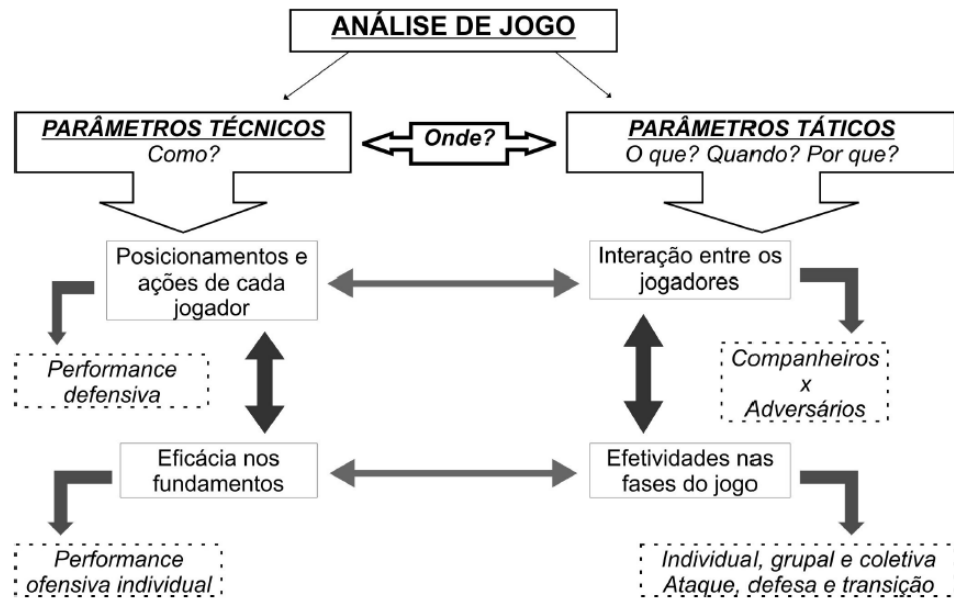 ANÁLISE DE JOGO
PARÂMETROS TÉCNICOS
Como?
Onde?
PARÂMETROS TÁTICOS
O que? Quando? Por que?
Posicionamentos e
ações de cada
jogador
Interação entre os
jogadores
Performance
defensiva
Companheiros
x
Adversários
Eficácia nos
fundamentos
Efetividades nas
fases do jogo
Performance
ofensiva individual
Individual, grupal e coletiva
Ataque, defesa e transição